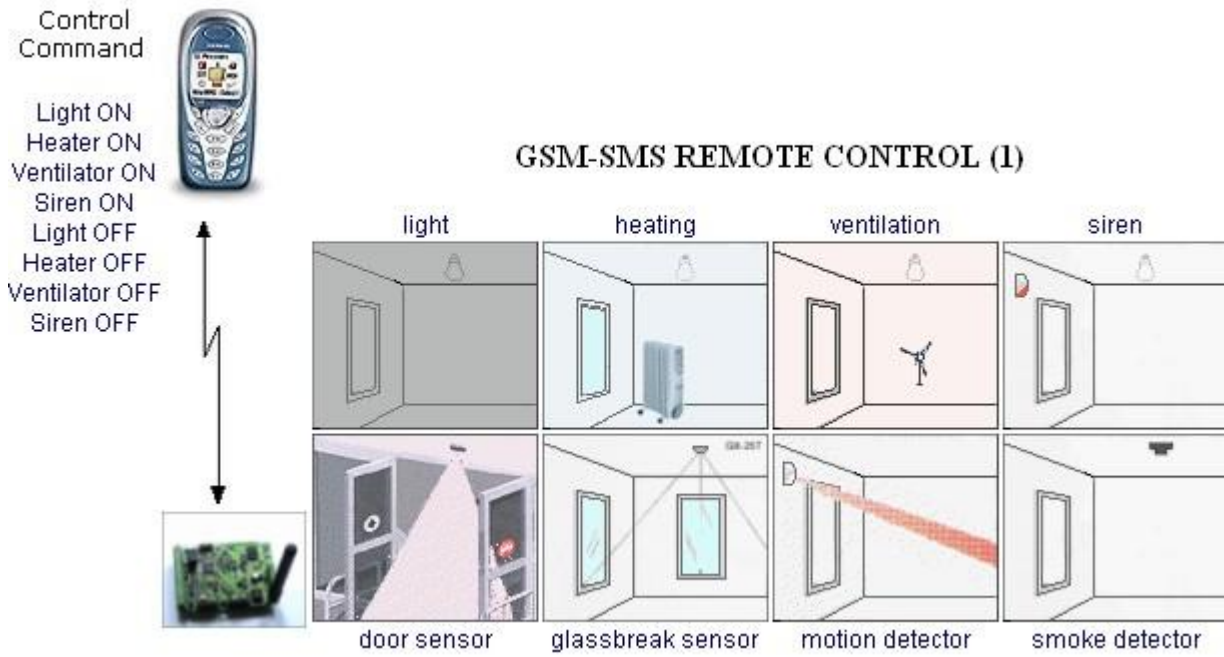 Control
Command
Light ON
Heater ON
Ventilator ON
Siren ON
Light OFF
Heater OFF
Ventilator OFF
Siren OFF
GSM-SMS REMOTE CONTROL (1)
light heating ventilation siren
door sensor glassbreak sensor motion detector smoke detector